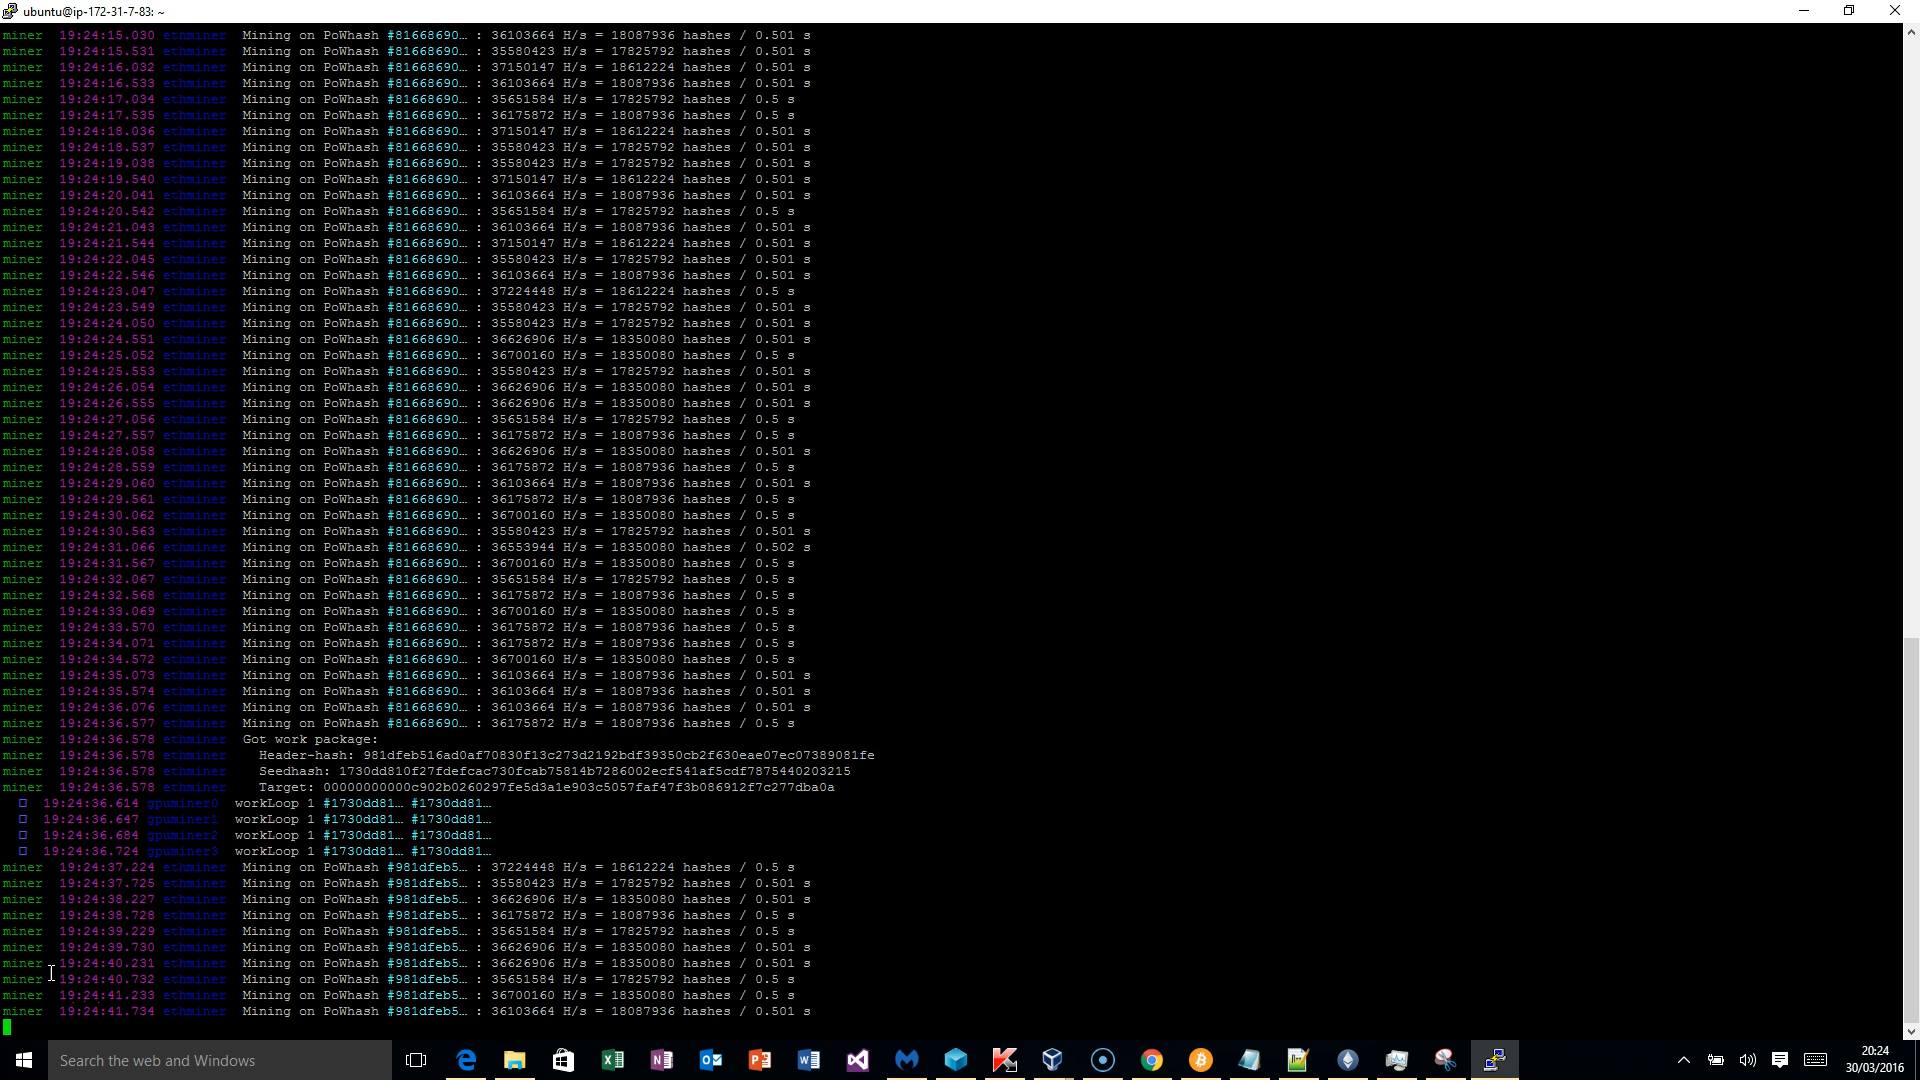 ubuntu@ip-172-31-7-83: ~
miner  19:24:15.030 ethminer  Mining on PoWhash #81668690… : 36103664 H/s = 18087936 hashes / 0.501 s
miner  19:24:15.531 ethminer  Mining on PoWhash #81668690… : 35580423 H/s = 17825792 hashes / 0.501 s
miner  19:24:16.032 ethminer  Mining on PoWhash #81668690… : 37150147 H/s = 18612224 hashes / 0.501 s
miner  19:24:16.533 ethminer  Mining on PoWhash #81668690… : 36103664 H/s = 18087936 hashes / 0.501 s
miner  19:24:17.034 ethminer  Mining on PoWhash #81668690… : 35651584 H/s = 17825792 hashes / 0.5 s
miner  19:24:17.535 ethminer  Mining on PoWhash #81668690… : 36175872 H/s = 18087936 hashes / 0.5 s
miner  19:24:18.036 ethminer  Mining on PoWhash #81668690… : 37150147 H/s = 18612224 hashes / 0.501 s
miner  19:24:18.537 ethminer  Mining on PoWhash #81668690… : 35580423 H/s = 17825792 hashes / 0.501 s
miner  19:24:19.038 ethminer  Mining on PoWhash #81668690… : 35580423 H/s = 17825792 hashes / 0.501 s
miner  19:24:19.540 ethminer  Mining on PoWhash #81668690… : 37150147 H/s = 18612224 hashes / 0.501 s
miner  19:24:20.041 ethminer  Mining on PoWhash #81668690… : 36103664 H/s = 18087936 hashes / 0.501 s
miner  19:24:20.542 ethminer  Mining on PoWhash #81668690… : 35651584 H/s = 17825792 hashes / 0.5 s
miner  19:24:21.043 ethminer  Mining on PoWhash #81668690… : 36103664 H/s = 18087936 hashes / 0.501 s
miner  19:24:21.544 ethminer  Mining on PoWhash #81668690… : 37150147 H/s = 18612224 hashes / 0.501 s
miner  19:24:22.045 ethminer  Mining on PoWhash #81668690… : 35580423 H/s = 17825792 hashes / 0.501 s
miner  19:24:22.546 ethminer  Mining on PoWhash #81668690… : 36103664 H/s = 18087936 hashes / 0.501 s
miner  19:24:23.047 ethminer  Mining on PoWhash #81668690… : 37224448 H/s = 18612224 hashes / 0.5 s
miner  19:24:23.549 ethminer  Mining on PoWhash #81668690… : 35580423 H/s = 17825792 hashes / 0.501 s
miner  19:24:24.050 ethminer  Mining on PoWhash #81668690… : 35580423 H/s = 17825792 hashes / 0.501 s
miner  19:24:24.551 ethminer  Mining on PoWhash #81668690… : 36626906 H/s = 18350080 hashes / 0.501 s
miner  19:24:25.052 ethminer  Mining on PoWhash #81668690… : 36700160 H/s = 18350080 hashes / 0.5 s
miner  19:24:25.553 ethminer  Mining on PoWhash #81668690… : 35580423 H/s = 17825792 hashes / 0.501 s
miner  19:24:26.054 ethminer  Mining on PoWhash #81668690… : 36626906 H/s = 18350080 hashes / 0.501 s
miner  19:24:26.555 ethminer  Mining on PoWhash #81668690… : 36626906 H/s = 18350080 hashes / 0.501 s
miner  19:24:27.056 ethminer  Mining on PoWhash #81668690… : 35651584 H/s = 17825792 hashes / 0.5 s
miner  19:24:27.557 ethminer  Mining on PoWhash #81668690… : 36175872 H/s = 18087936 hashes / 0.5 s
miner  19:24:28.058 ethminer  Mining on PoWhash #81668690… : 36626906 H/s = 18350080 hashes / 0.501 s
miner  19:24:28.559 ethminer  Mining on PoWhash #81668690… : 36175872 H/s = 18087936 hashes / 0.5 s
miner  19:24:29.060 ethminer  Mining on PoWhash #81668690… : 36103664 H/s = 18087936 hashes / 0.501 s
miner  19:24:29.561 ethminer  Mining on PoWhash #81668690… : 36175872 H/s = 18087936 hashes / 0.5 s
miner  19:24:30.062 ethminer  Mining on PoWhash #81668690… : 36700160 H/s = 18350080 hashes / 0.5 s
miner  19:24:30.563 ethminer  Mining on PoWhash #81668690… : 35580423 H/s = 17825792 hashes / 0.501 s
miner  19:24:31.066 ethminer  Mining on PoWhash #81668690… : 36553944 H/s = 18350080 hashes / 0.502 s
miner  19:24:31.567 ethminer  Mining on PoWhash #81668690… : 36700160 H/s = 18350080 hashes / 0.5 s
miner  19:24:32.067 ethminer  Mining on PoWhash #81668690… : 35651584 H/s = 17825792 hashes / 0.5 s
miner  19:24:32.568 ethminer  Mining on PoWhash #81668690… : 36175872 H/s = 18087936 hashes / 0.5 s
miner  19:24:33.069 ethminer  Mining on PoWhash #81668690… : 36700160 H/s = 18350080 hashes / 0.5 s
miner  19:24:33.570 ethminer  Mining on PoWhash #81668690… : 36175872 H/s = 18087936 hashes / 0.5 s
miner  19:24:34.071 ethminer  Mining on PoWhash #81668690… : 36175872 H/s = 18087936 hashes / 0.5 s
miner  19:24:34.572 ethminer  Mining on PoWhash #81668690… : 36700160 H/s = 18350080 hashes / 0.5 s
miner  19:24:35.073 ethminer  Mining on PoWhash #81668690… : 36103664 H/s = 18087936 hashes / 0.501 s
miner  19:24:35.574 ethminer  Mining on PoWhash #81668690… : 36103664 H/s = 18087936 hashes / 0.501 s
miner  19:24:36.076 ethminer  Mining on PoWhash #81668690… : 36103664 H/s = 18087936 hashes / 0.501 s
miner  19:24:36.577 ethminer  Mining on PoWhash #81668690… : 36175872 H/s = 18087936 hashes / 0.5 s
miner  19:24:36.578 ethminer  Got work package:
miner  19:24:36.578 ethminer    Header-hash: 981dfeb516ad0af70830f13c273d2192bdf39350cb2f630eae07ec07389081fe
miner  19:24:36.578 ethminer    Seedhash: 1730dd810f27fdefcac730fcab75814b7286002ecf541af5cdf7875440203215
miner  19:24:36.578 ethminer    Target: 00000000000c902b0260297fe5d3a1e903c5057faf47f3b086912f7c277dba0a
19:24:36.614 gpuminer0  workLoop 1 #1730dd81… #1730dd81…
19:24:36.647 gpuminer1  workLoop 1 #1730dd81… #1730dd81…
19:24:36.684 gpuminer2  workLoop 1 #1730dd81… #1730dd81…
19:24:36.724 gpuminer3  workLoop 1 #1730dd81… #1730dd81…
miner  19:24:37.224 ethminer  Mining on PoWhash #981dfeb5… : 37224448 H/s = 18612224 hashes / 0.5 s
miner  19:24:37.725 ethminer  Mining on PoWhash #981dfeb5… : 35580423 H/s = 17825792 hashes / 0.501 s
miner  19:24:38.227 ethminer  Mining on PoWhash #981dfeb5… : 36626906 H/s = 18350080 hashes / 0.501 s
miner  19:24:38.728 ethminer  Mining on PoWhash #981dfeb5… : 36175872 H/s = 18087936 hashes / 0.5 s
miner  19:24:39.229 ethminer  Mining on PoWhash #981dfeb5… : 35651584 H/s = 17825792 hashes / 0.5 s
miner  19:24:39.730 ethminer  Mining on PoWhash #981dfeb5… : 36626906 H/s = 18350080 hashes / 0.501 s
miner  19:24:40.231 ethminer  Mining on PoWhash #981dfeb5… : 36626906 H/s = 18350080 hashes / 0.501 s
miner  19:24:40.732 ethminer  Mining on PoWhash #981dfeb5… : 35651584 H/s = 17825792 hashes / 0.5 s
miner  19:24:41.233 ethminer  Mining on PoWhash #981dfeb5… : 36700160 H/s = 18350080 hashes / 0.5 s
miner  19:24:41.734 ethminer  Mining on PoWhash #981dfeb5… : 36103664 H/s = 18087936 hashes / 0.501 s
Search the web and Windows
20:24
30/03/2016